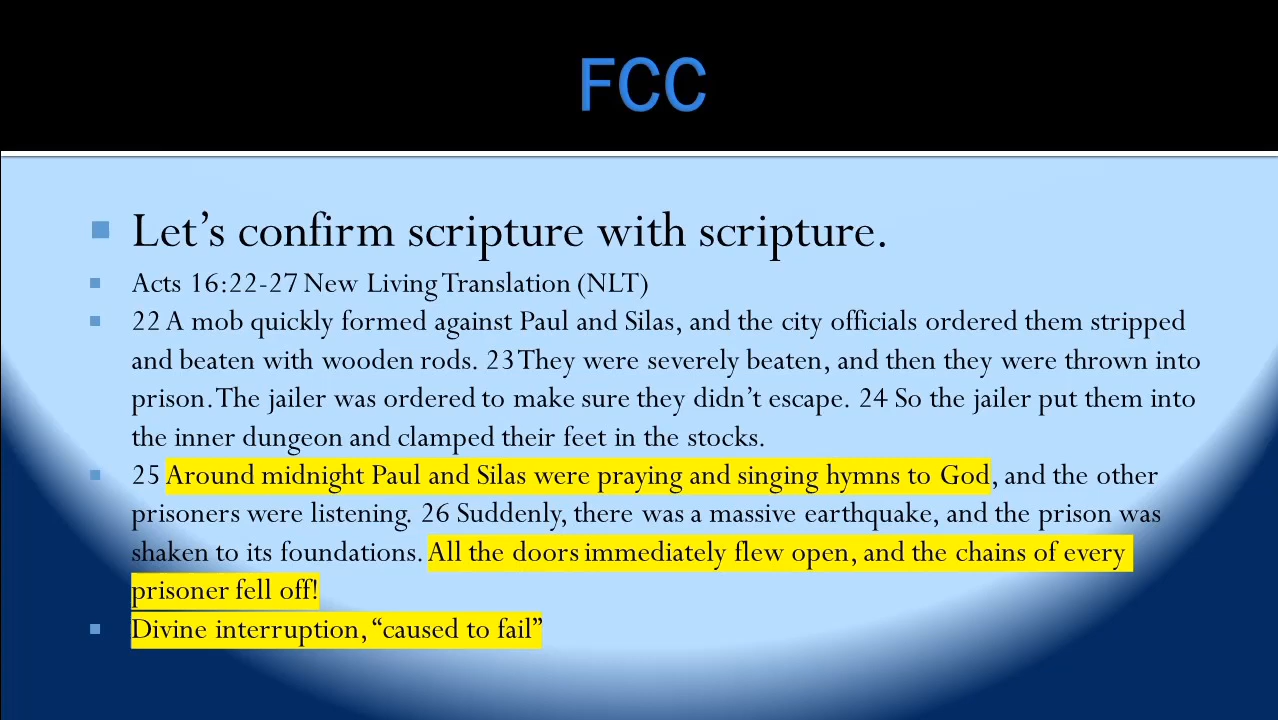 FCC
Let’s confirm scripture with scripture.
Acts 16:22-27 New Living Translation (NLT)
22 A mob quickly formed against Paul and Silas, and the city officials ordered them stripped
and beaten with wooden rods. 23 They were severely beaten, and then they were thrown into
prison. The jailer was ordered to make sure they didn’t escape. 24 So the jailer put them into
the inner dungeon and clamped their feet in the stocks.
25 Around midnight Paul and Silas were praying and singing hymns to God, and the other
prisoners were listening. 26 Suddenly, there was a massive earthquake, and the prison was
shaken to its foundations. All the doors immediately flew open, and the chains of every
prisoner fell off!
Divine interruption, “caused to fail”